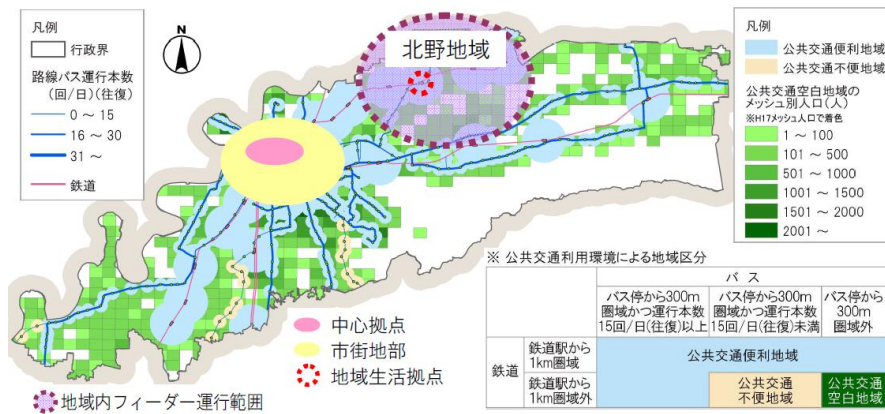 凡例
行政界
路線バス運行本数
(回/日)(往復)
0 ~ 15
16 ~ 30
31 ~
鉄道
N
北野地域
凡例
公共交通便利地域
公共交通不便地域
公共交通空白地域の
メッシュ別人口(人)
※H17メッシュ人口で着色
1 ~ 100
101 ~ 500
501 ~ 1000
1001 ~ 1500
1501 ~ 2000
2001 ~
中心拠点
市街地部
地域生活拠点
地域内フィーダー運行範囲
※ 公共交通利用環境による地域区分
バ ス
バス停から300m
圏域かつ運行本数
15回/日(往復)以上
バス停から300m
圏域かつ運行本数
15回/日(往復)未満
バス停から
300m
圏域外
鉄道
鉄道駅から
1km圏域
公共交通便利地域
鉄道駅から
1km圏域外
公共交通
不便地域
公共交通
空白地域